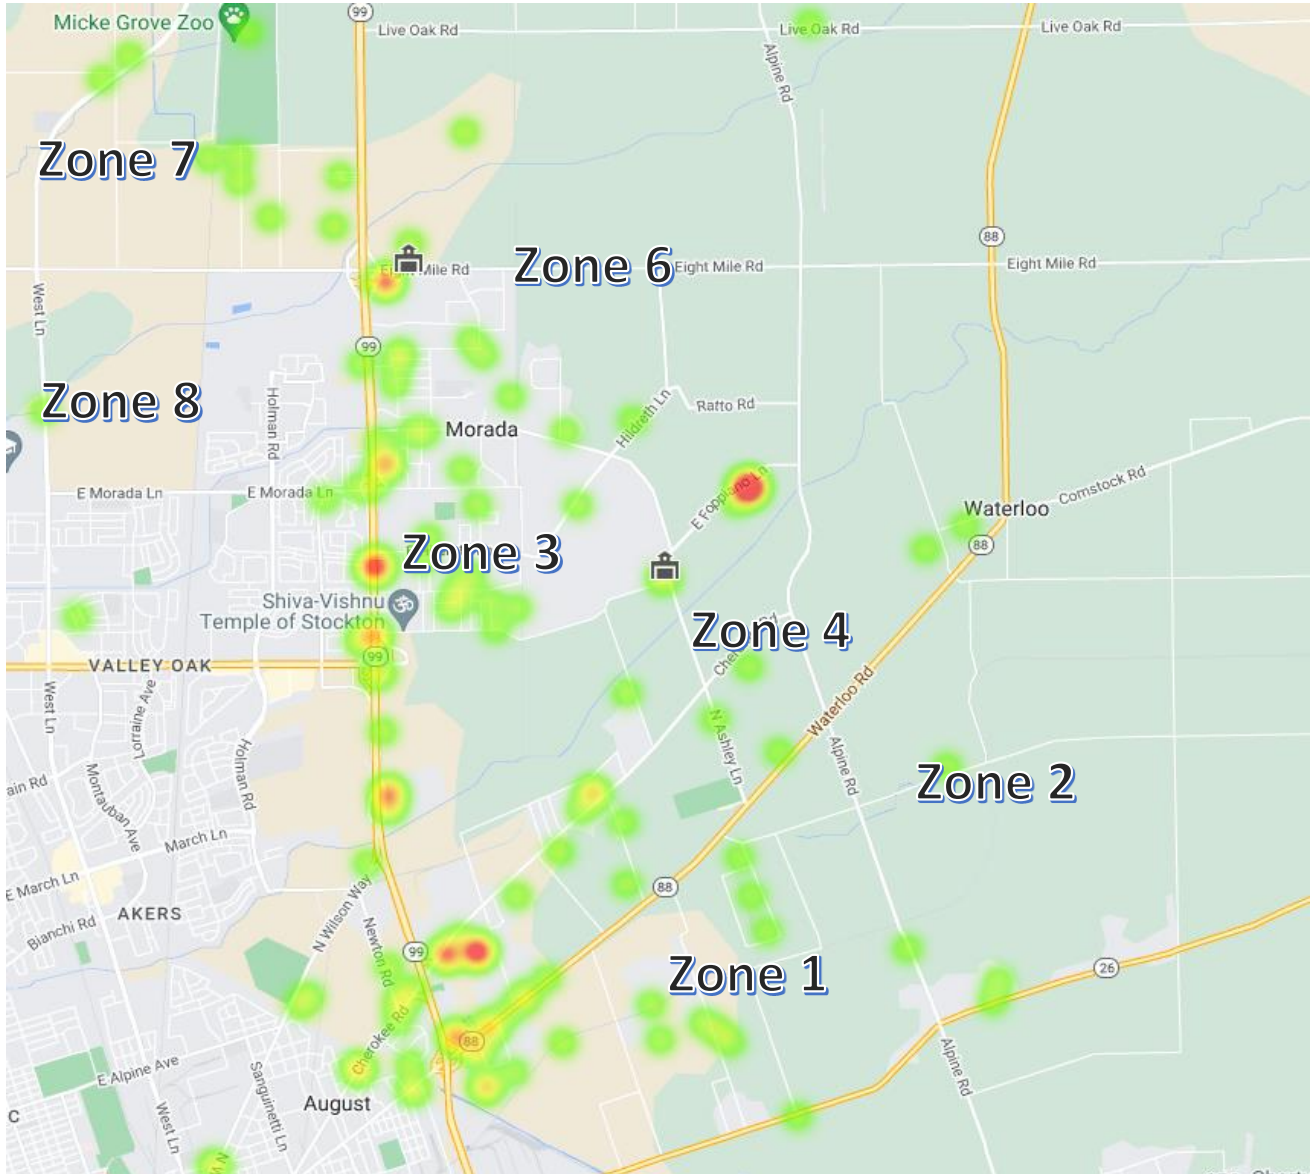 Micke Grove Zoo
99
Live Oak Rd
Live Oak Rd
Live Oak Rd
Alpine Rd
Zone 7
88
Zone 6
Eight Mile Rd
Eight Mile Rd
Eight Mile Rd
West Ln
99
Zone 8
Holman Rd
Ratto Rd
Hildreth Ln
Morada
E Morada Ln
E Morada Ln
E Foppiano Ln
Comstock Rd
Waterloo
88
Zone 3
Shiva-Vishnu
Temple of Stockton
Zone 4
99
VALLEY OAK
West Ln
Lorraine Ave
N Ashley Ln
Waterloo Rd
Alpine Rd
Holman Rd
Montauban Ave
ain Rd
Zone 2
March Ln
E March Ln
AKERS
88
Bianchi Rd
N Wilson Way
Newton Rd
99
Zone 1
26
Cherokee Rd
88
E Alpine Ave
Sanguinetti Ln
Alpine Rd
August
West Ln
C